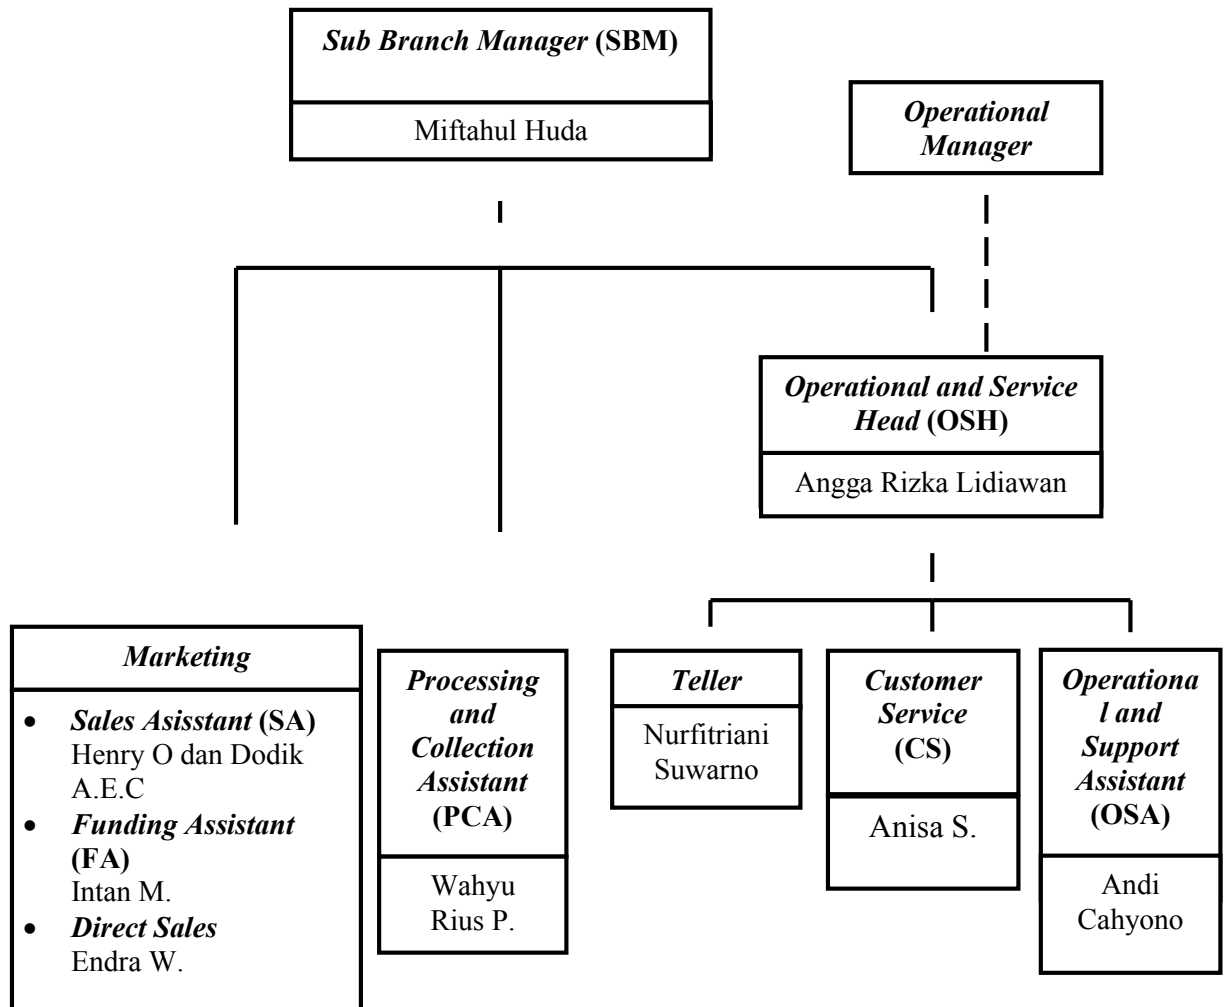 Sub Branch Manager (SBM)
Miftahul Huda
Operational
Manager
Operational and Service
Head (OSH)
Angga Rizka Lidiawan
Marketing
• Sales Asisstant (SA)
Henry O dan Dodik
A.E.C
• Funding Assistant
(FA)
Intan M.
• Direct Sales
Endra W.
Processing
and
Collection
Assistant
(PCA)
Wahyu
Rius P.
Teller
Nurfitriani
Suwarno
Customer
Service
(CS)
Anisa S.
Operationa
l and
Support
Assistant
(OSA)
Andi
Cahyono